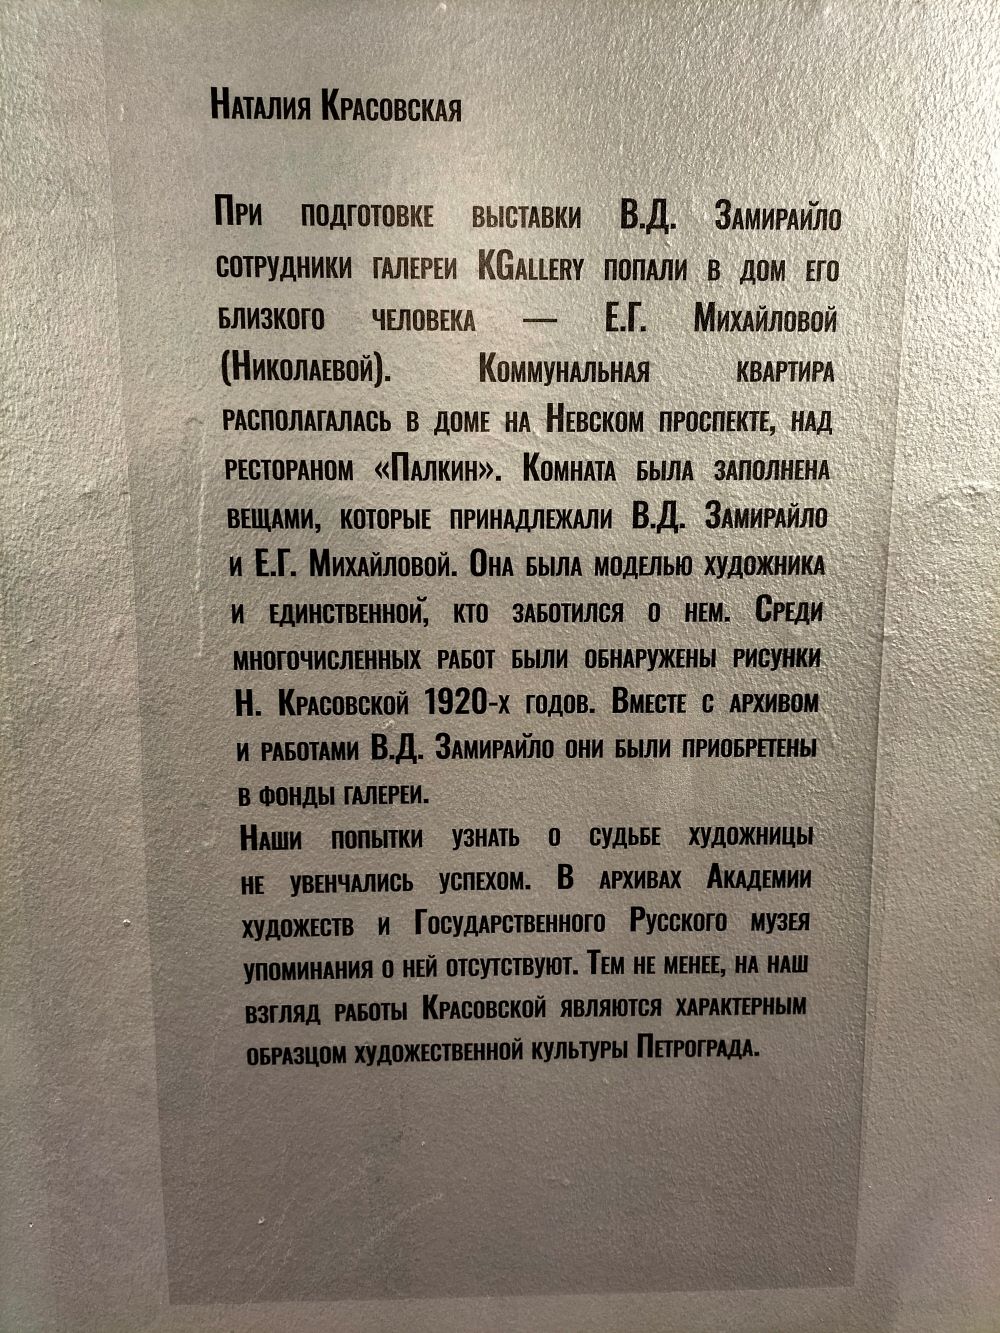 Наталия Красовская
При подготовке выставки В.Д. Замирайло
сотрудники галереи KGallery попали в дом его
близкого человека — Е.Г. Михайловой
(Николаевой). Коммунальная квартира
располагалась в доме на Невском проспекте, над
рестораном «Палкин». Комната была заполнена
вещами, которые принадлежали В.Д. Замирайло
и Е.Г. Михайловой. Она была моделью художника
и единственной, кто заботился о нем. Среди
многочисленных работ были обнаружены рисунки
Н. Красовской 1920-х годов. Вместе с архивом
и работами В.Д. Замирайло они были приобретены
в фонды галереи.
Наши попытки узнать о судьбе художницы
не увенчались успехом. В архивах Академии
художеств и Государственного Русского музея
упоминания о ней отсутствуют. Тем не менее, на наш
взгляд работы Красовской являются характерным
образцом художественной культуры Петрограда.